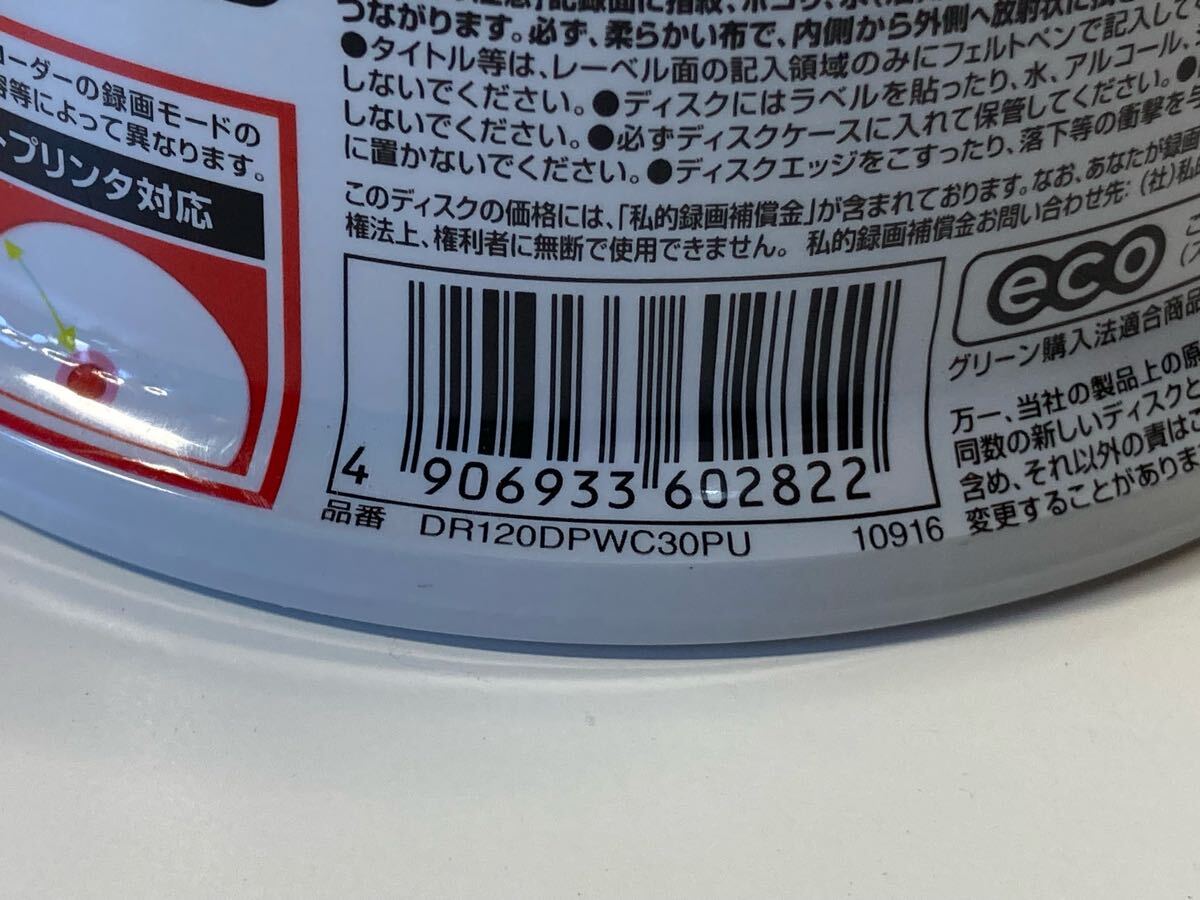 コーダーの録画モードの
器等によって異なります。
プリンタ対応
つながります。必ず、柔らかい布で、内側から外側へ放射状に
●タイトル等は、レーベル面の記入領域のみにフェルトペンで記入して
しないでください。●ディスクにはラベルを貼ったり、水、アルコール、
しないでください。●必ずディスクケースに入れて保管してください。●
に置かないでください。●ディスクエッジをこすったり、落下等の衝撃を
このディスクの価格には、「私的録画補償金」が含まれております。なお、あなたが録画
権法上、権利者に無断で使用できません。 私的録画補償金お問い合わせ先：(社)私
eco
グリーン購入法適合商品
4 906933 602822
品番 DR120DPWC30PU 10916
万一、当社の製品上の原
同数の新しいディスクと
含め、それ以外の責はご
変更することがありま